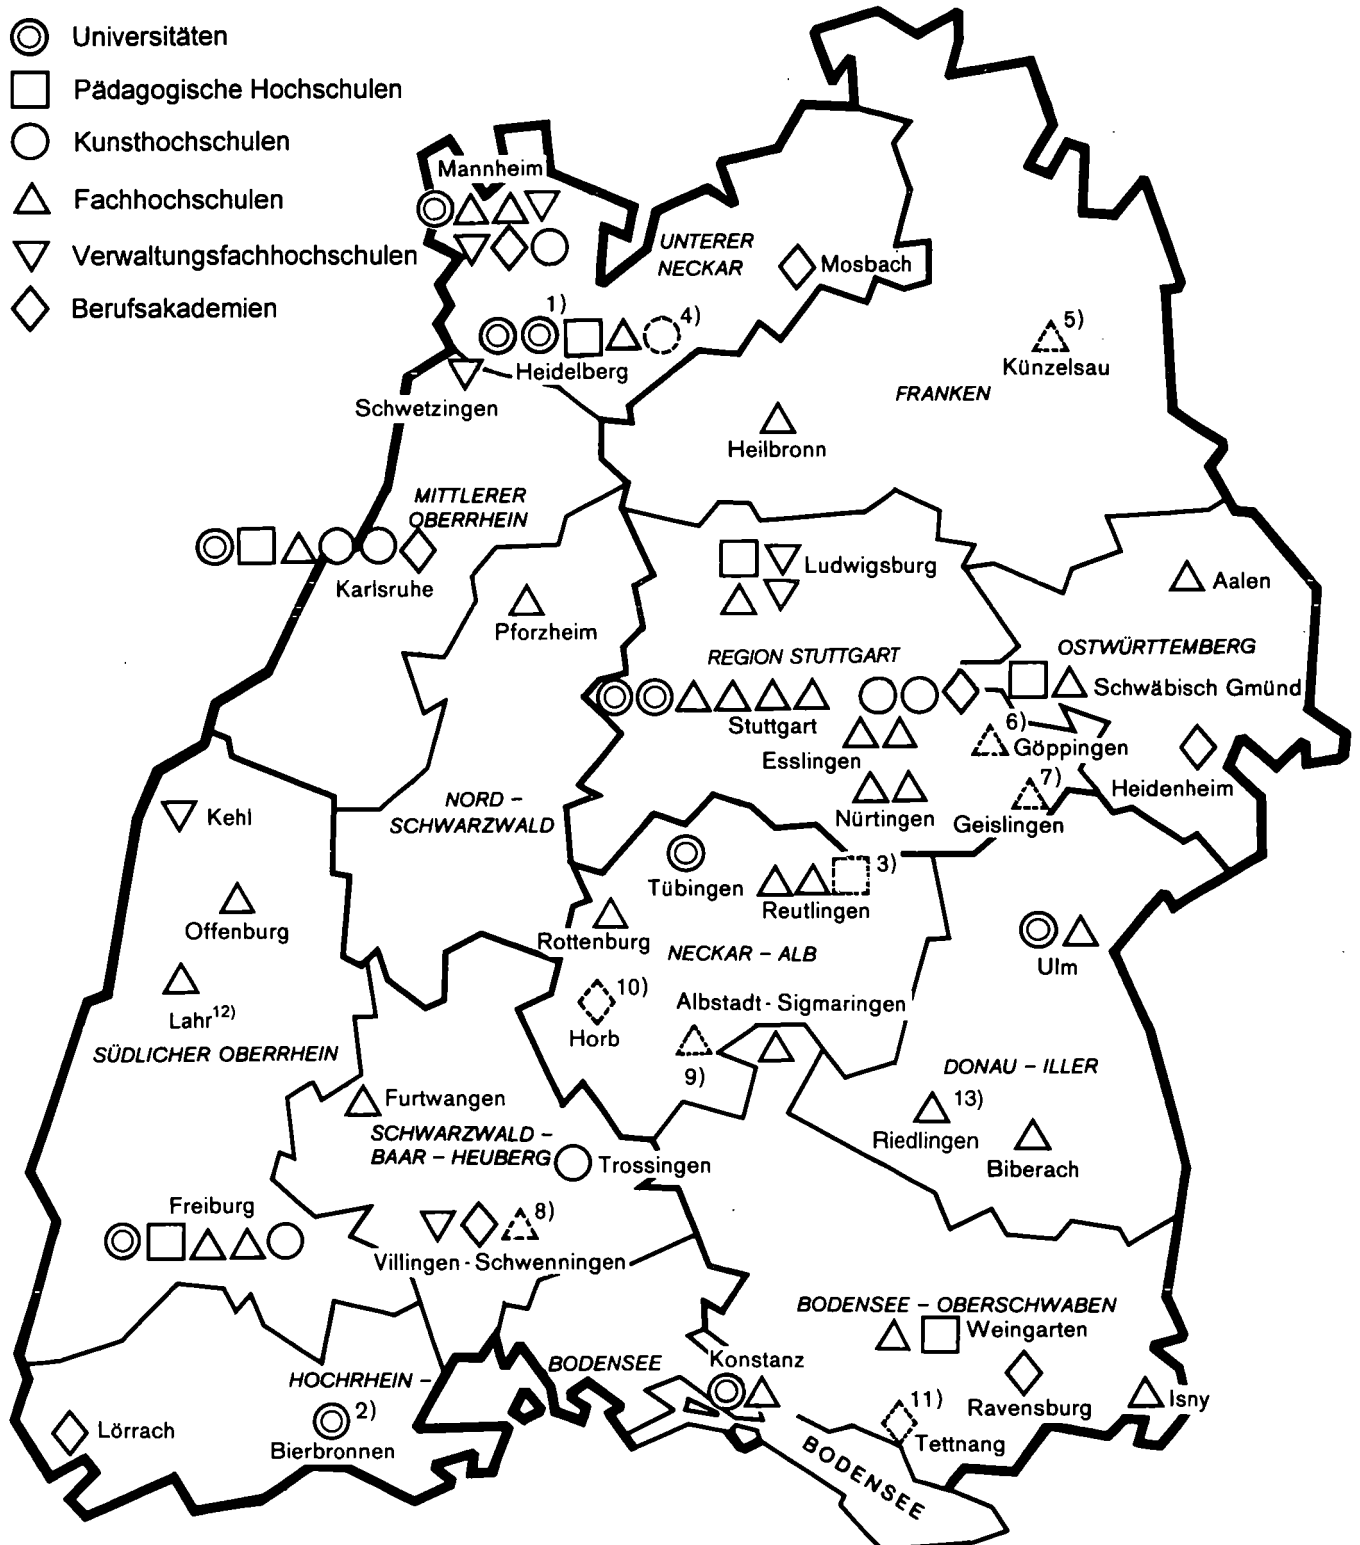 Universitäten
Pädagogische Hochschulen
Kunsthochschulen
Fachhochschulen
Verwaltungsfachhochschulen
Berufsakademien
Mannheim
UNTERER
NECKAR
Mosbach
1)
4)
5)
Heidelberg
Künzelsau
Schwetzingen
FRANKEN
Heilbronn
MITTLERER
OBERRHEIN
Karlsruhe
Ludwigsburg
Aalen
Pforzheim
REGION STUTTGART
OSTWÜRTTEMBERG
Schwäbisch Gmünd
Stuttgart
6)
Göppingen
Esslingen
Heidenheim
7)
NORD –
SCHWARZWALD
Kehl
Nürtingen
Geislingen
Tübingen
3)
Reutlingen
Offenburg
Rottenburg
NECKAR – ALB
Ulm
10)
Albstadt - Sigmaringen
Lahr12)
Horb
SÜDLICHER OBERRHEIN
9)
DONAU – ILLER
Furtwangen
13)
Riedlingen
SCHWARZWALD –
BAAR – HEUBERG
Trossingen
Biberach
Freiburg
8)
Villingen - Schwenningen
BODENSEE – OBERSCHWABEN
Weingarten
HOCHRHEIN –
BODENSEE
Konstanz
Ravensburg
Isny
Lörrach
2)
Bierbronnen
11)
Tettnang
BODENSEE